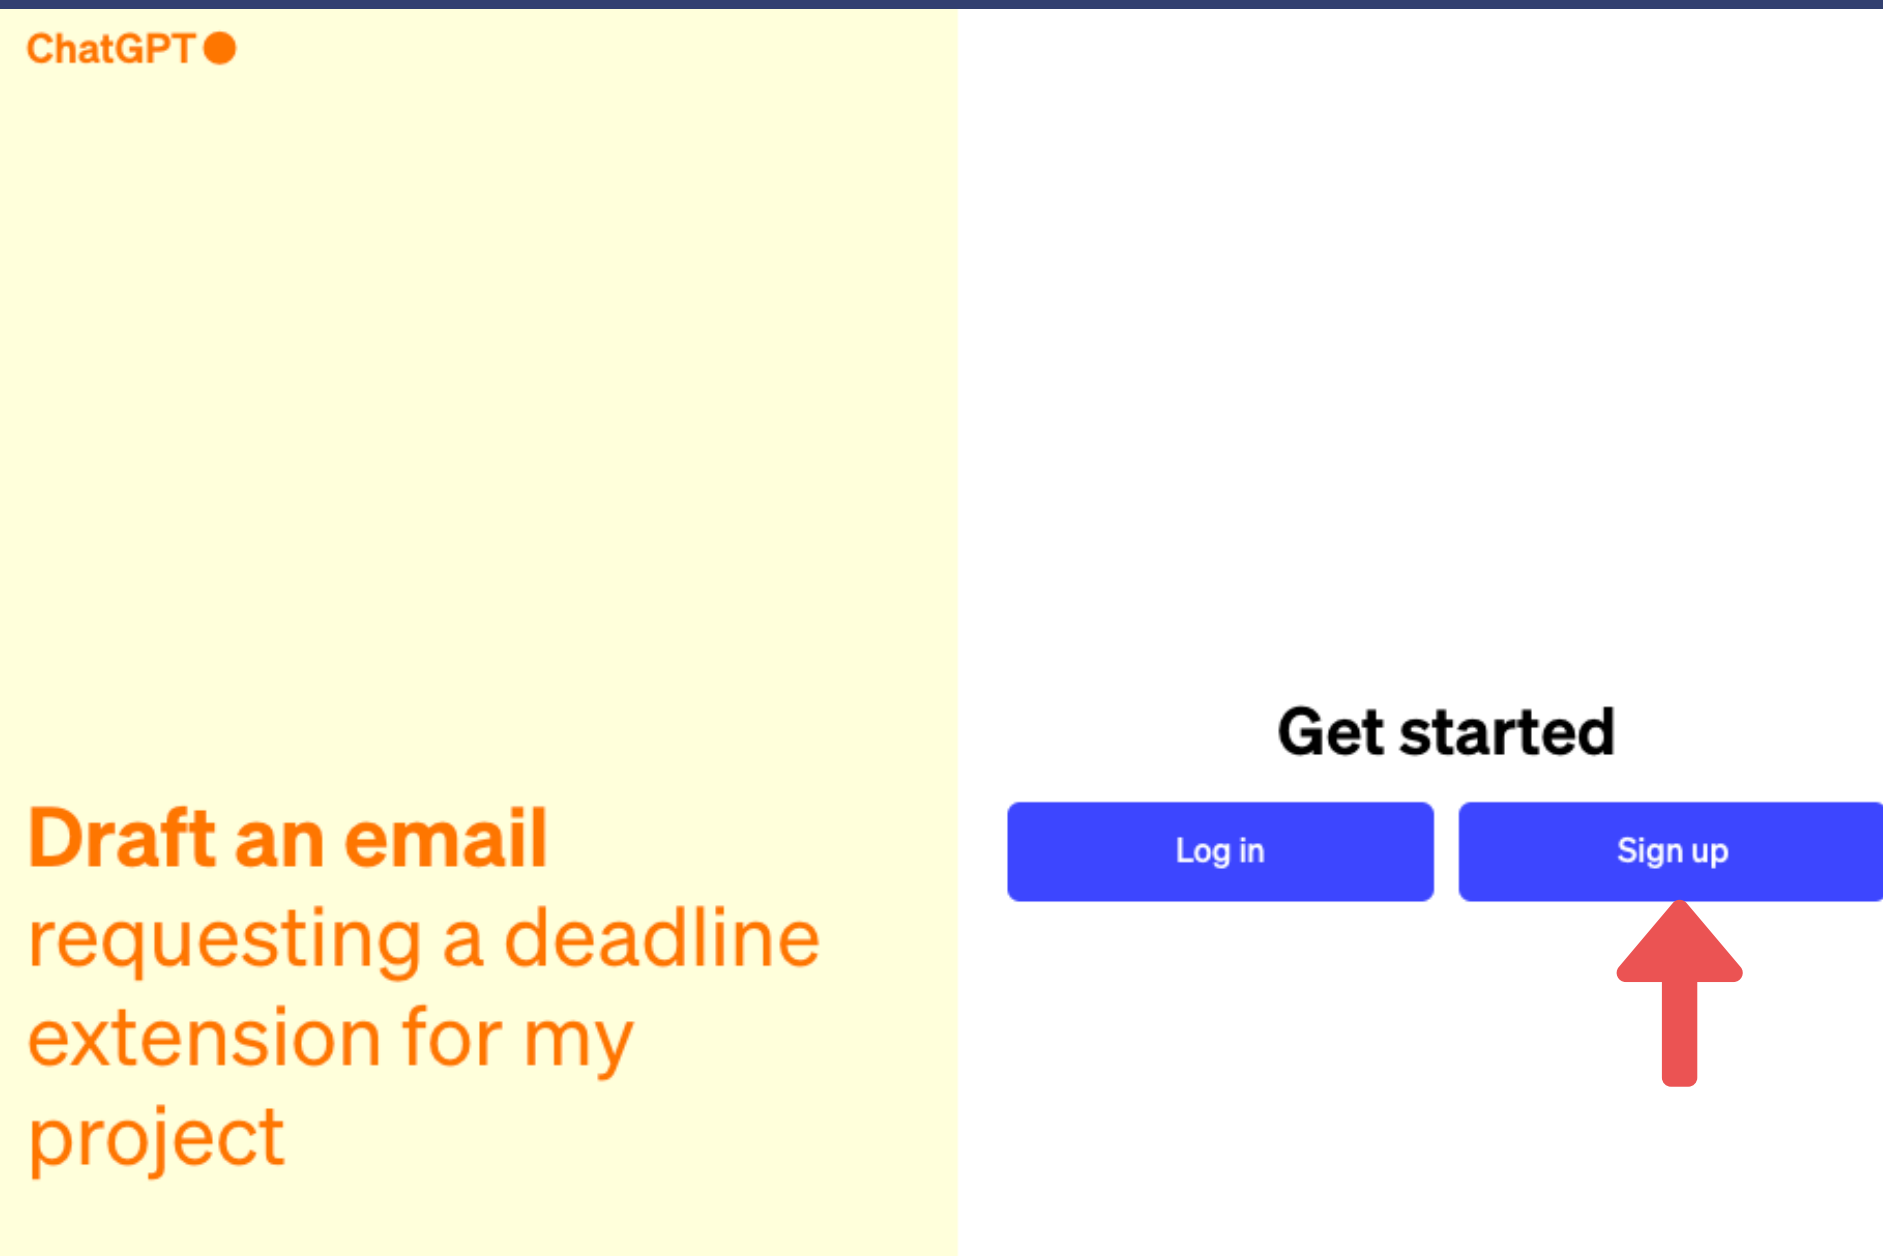 ChatGPT
Draft an email
requesting a deadline
extension for my
project
Get started
Log in
Sign up